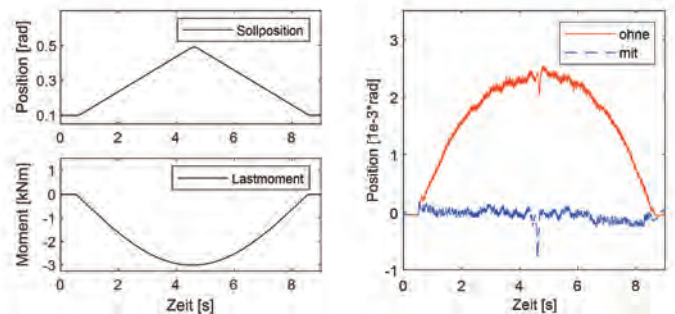 Position [rad]
0.5
0.3
0.1
Sollposition
0 2 4 6 8
Moment [kNm]
1
0
-1
-2
-3
Lastmoment
0 2 4 6 8
Zeit [s]
Position [1e-3*rad]
3
2
1
0
-1
ohne
mit
0 2 4 6 8
Zeit [s]